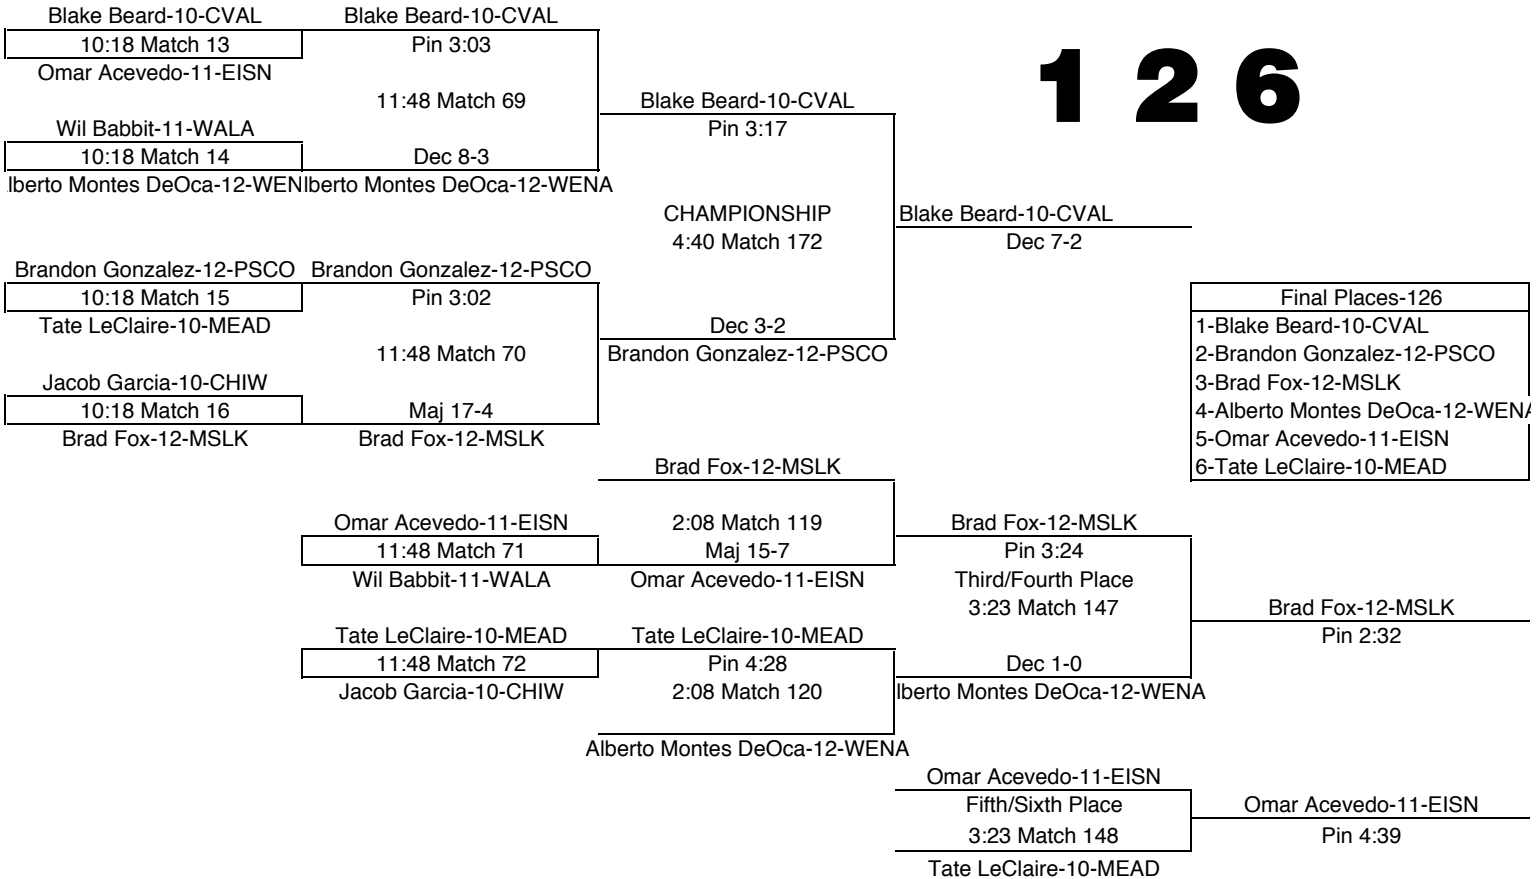 Blake Beard-10-CVAL Blake Beard-10-CVAL
10:18 Match 13 Pin 3:03
Omar Acevedo-11-EISN
1 2 6
11:48 Match 69 Blake Beard-10-CVAL
Wil Babbit-11-WALA Pin 3:17
10:18 Match 14 Dec 8-3
lberto Montes DeOca-12-WEN lberto Montes DeOca-12-WENA
CHAMPIONSHIP Blake Beard-10-CVAL
4:40 Match 172 Dec 7-2
Brandon Gonzalez-12-PSCO Brandon Gonzalez-12-PSCO
10:18 Match 15 Pin 3:02 Final Places-126
Tate LeClaire-10-MEAD Dec 3-2 1-Blake Beard-10-CVAL
11:48 Match 70 Brandon Gonzalez-12-PSCO 2-Brandon Gonzalez-12-PSCO
Jacob Garcia-10-CHIW 3-Brad Fox-12-MSLK
10:18 Match 16 Maj 17-4 4-Alberto Montes DeOca-12-WENA
Brad Fox-12-MSLK Brad Fox-12-MSLK 5-Omar Acevedo-11-EISN
Brad Fox-12-MSLK 6-Tate LeClaire-10-MEAD
Omar Acevedo-11-EISN 2:08 Match 119 Brad Fox-12-MSLK
11:48 Match 71 Maj 15-7 Pin 3:24
Wil Babbit-11-WALA Omar Acevedo-11-EISN Third/Fourth Place
3:23 Match 147 Brad Fox-12-MSLK
Tate LeClaire-10-MEAD Tate LeClaire-10-MEAD Pin 2:32
11:48 Match 72 Pin 4:28 Dec 1-0
Jacob Garcia-10-CHIW 2:08 Match 120 lberto Montes DeOca-12-WENA
Alberto Montes DeOca-12-WENA
Omar Acevedo-11-EISN
Fifth/Sixth Place Omar Acevedo-11-EISN
3:23 Match 148 Pin 4:39
Tate LeClaire-10-MEAD